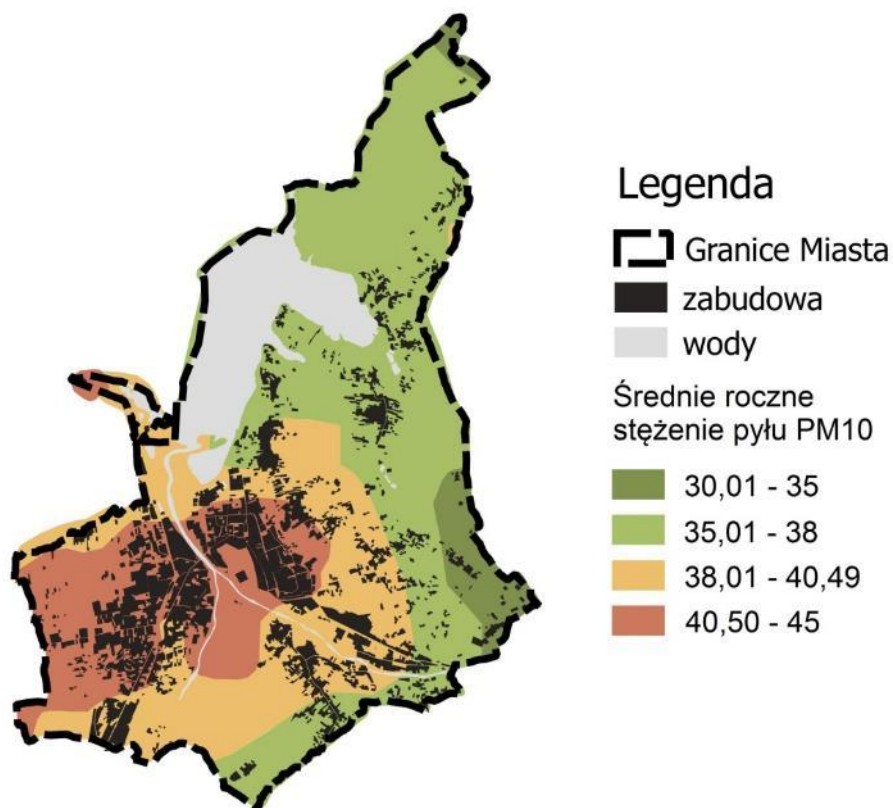 Legenda
Granice Miasta
zabudowa
wody
Średnie roczne
stężenie pyłu PM10
30,01 - 35
35,01 - 38
38,01 - 40,49
40,50 - 45